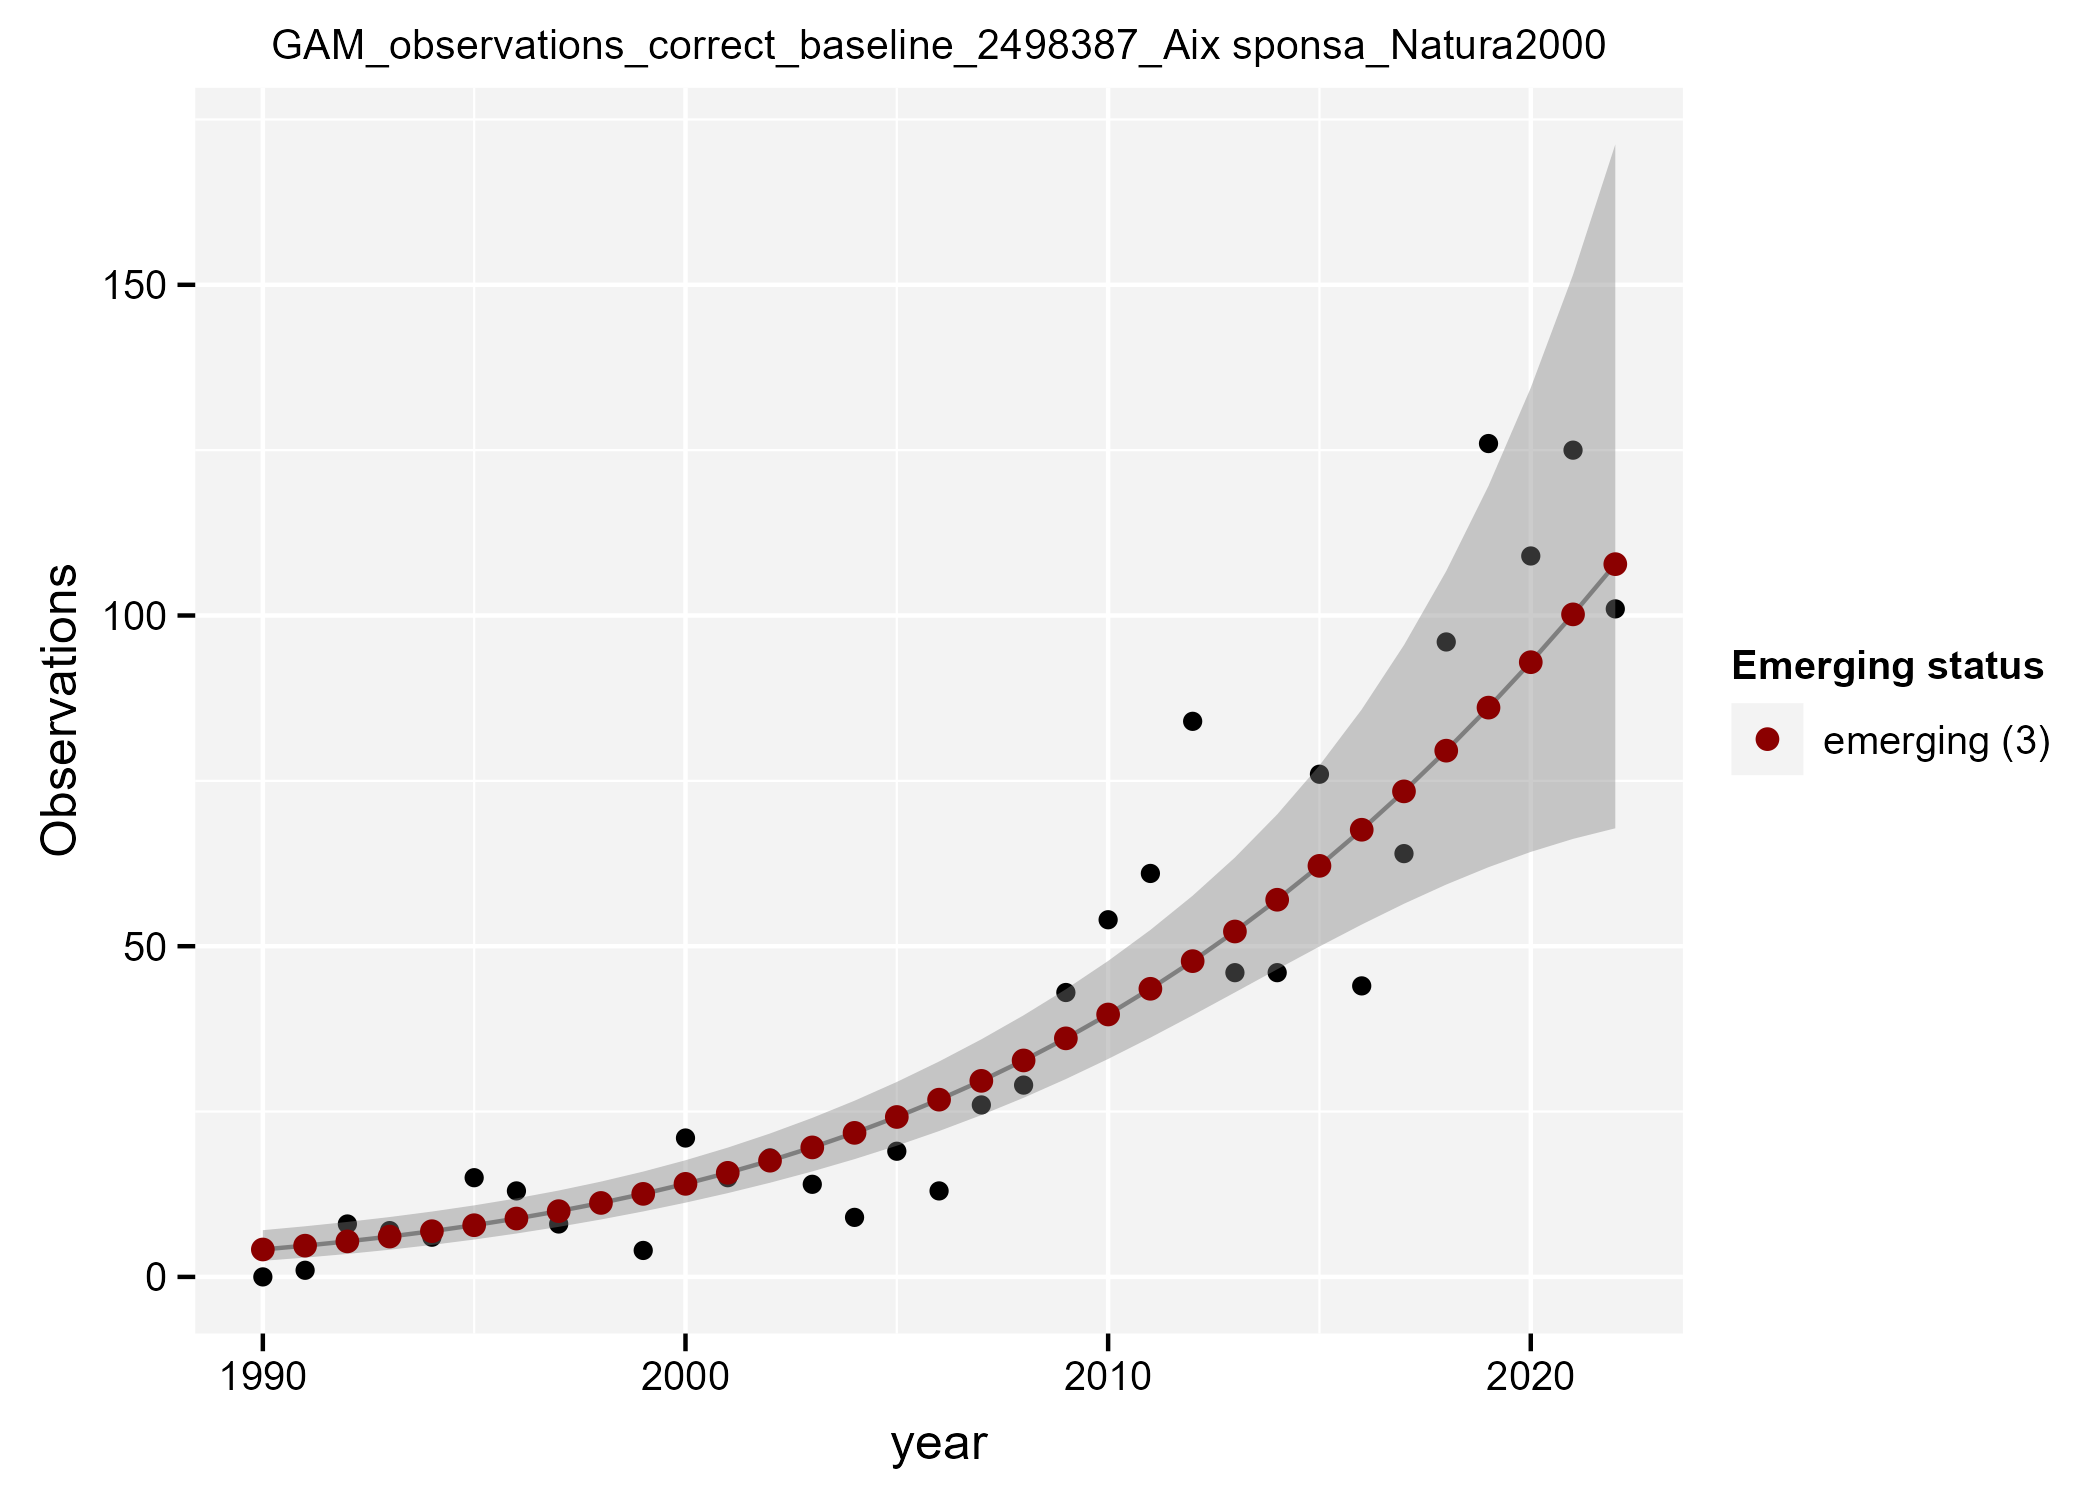 GAM_observations_correct_baseline_2498387_Aix sponsa_Natura2000
Observations
150
100
50
0
1990
2000
2010
2020
year
Emerging status
emerging (3)